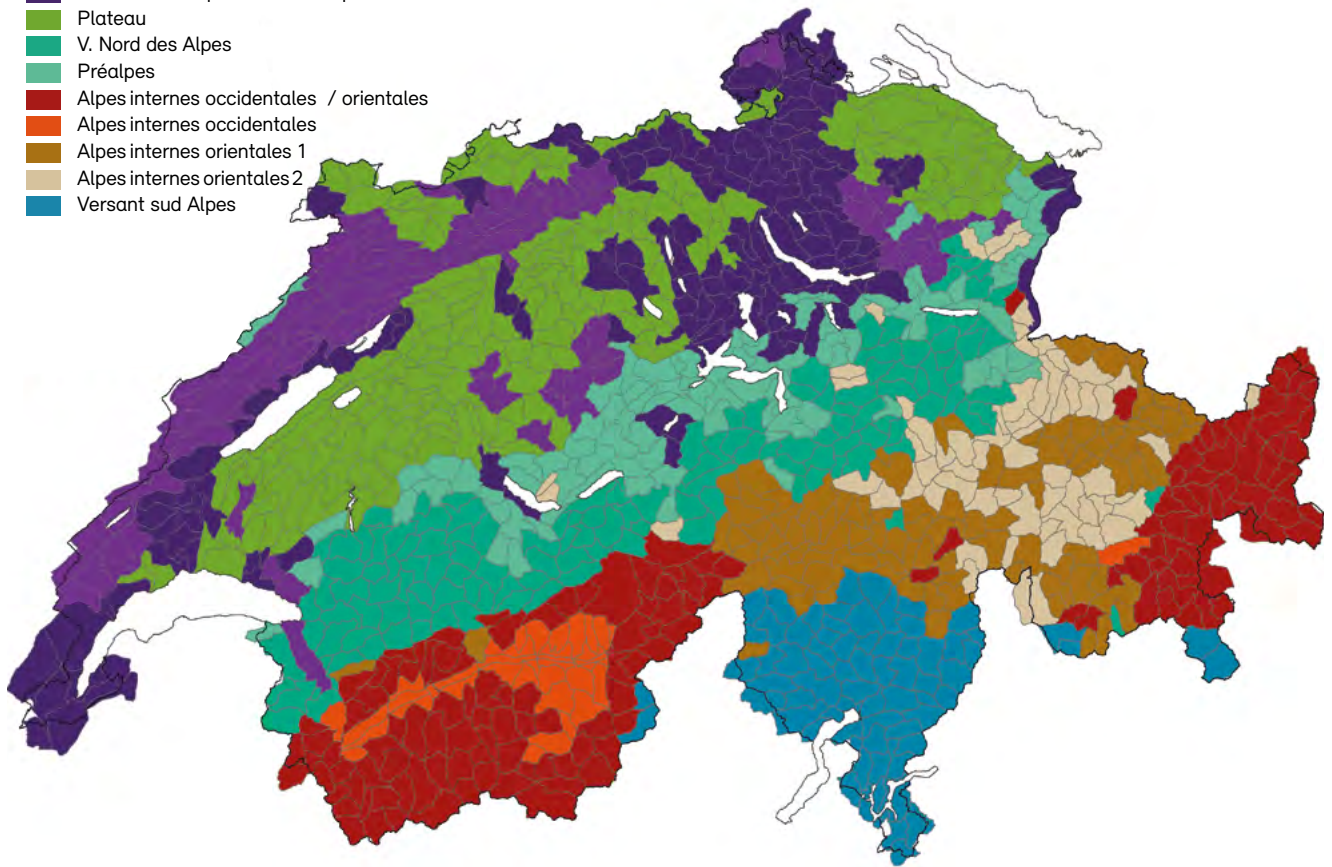 Plateau
V. Nord des Alpes
Préalpes
Alpes internes occidentales / orientales
Alpes internes occidentales
Alpes internes orientales 1
Alpes internes orientales 2
Versant sud Alpes